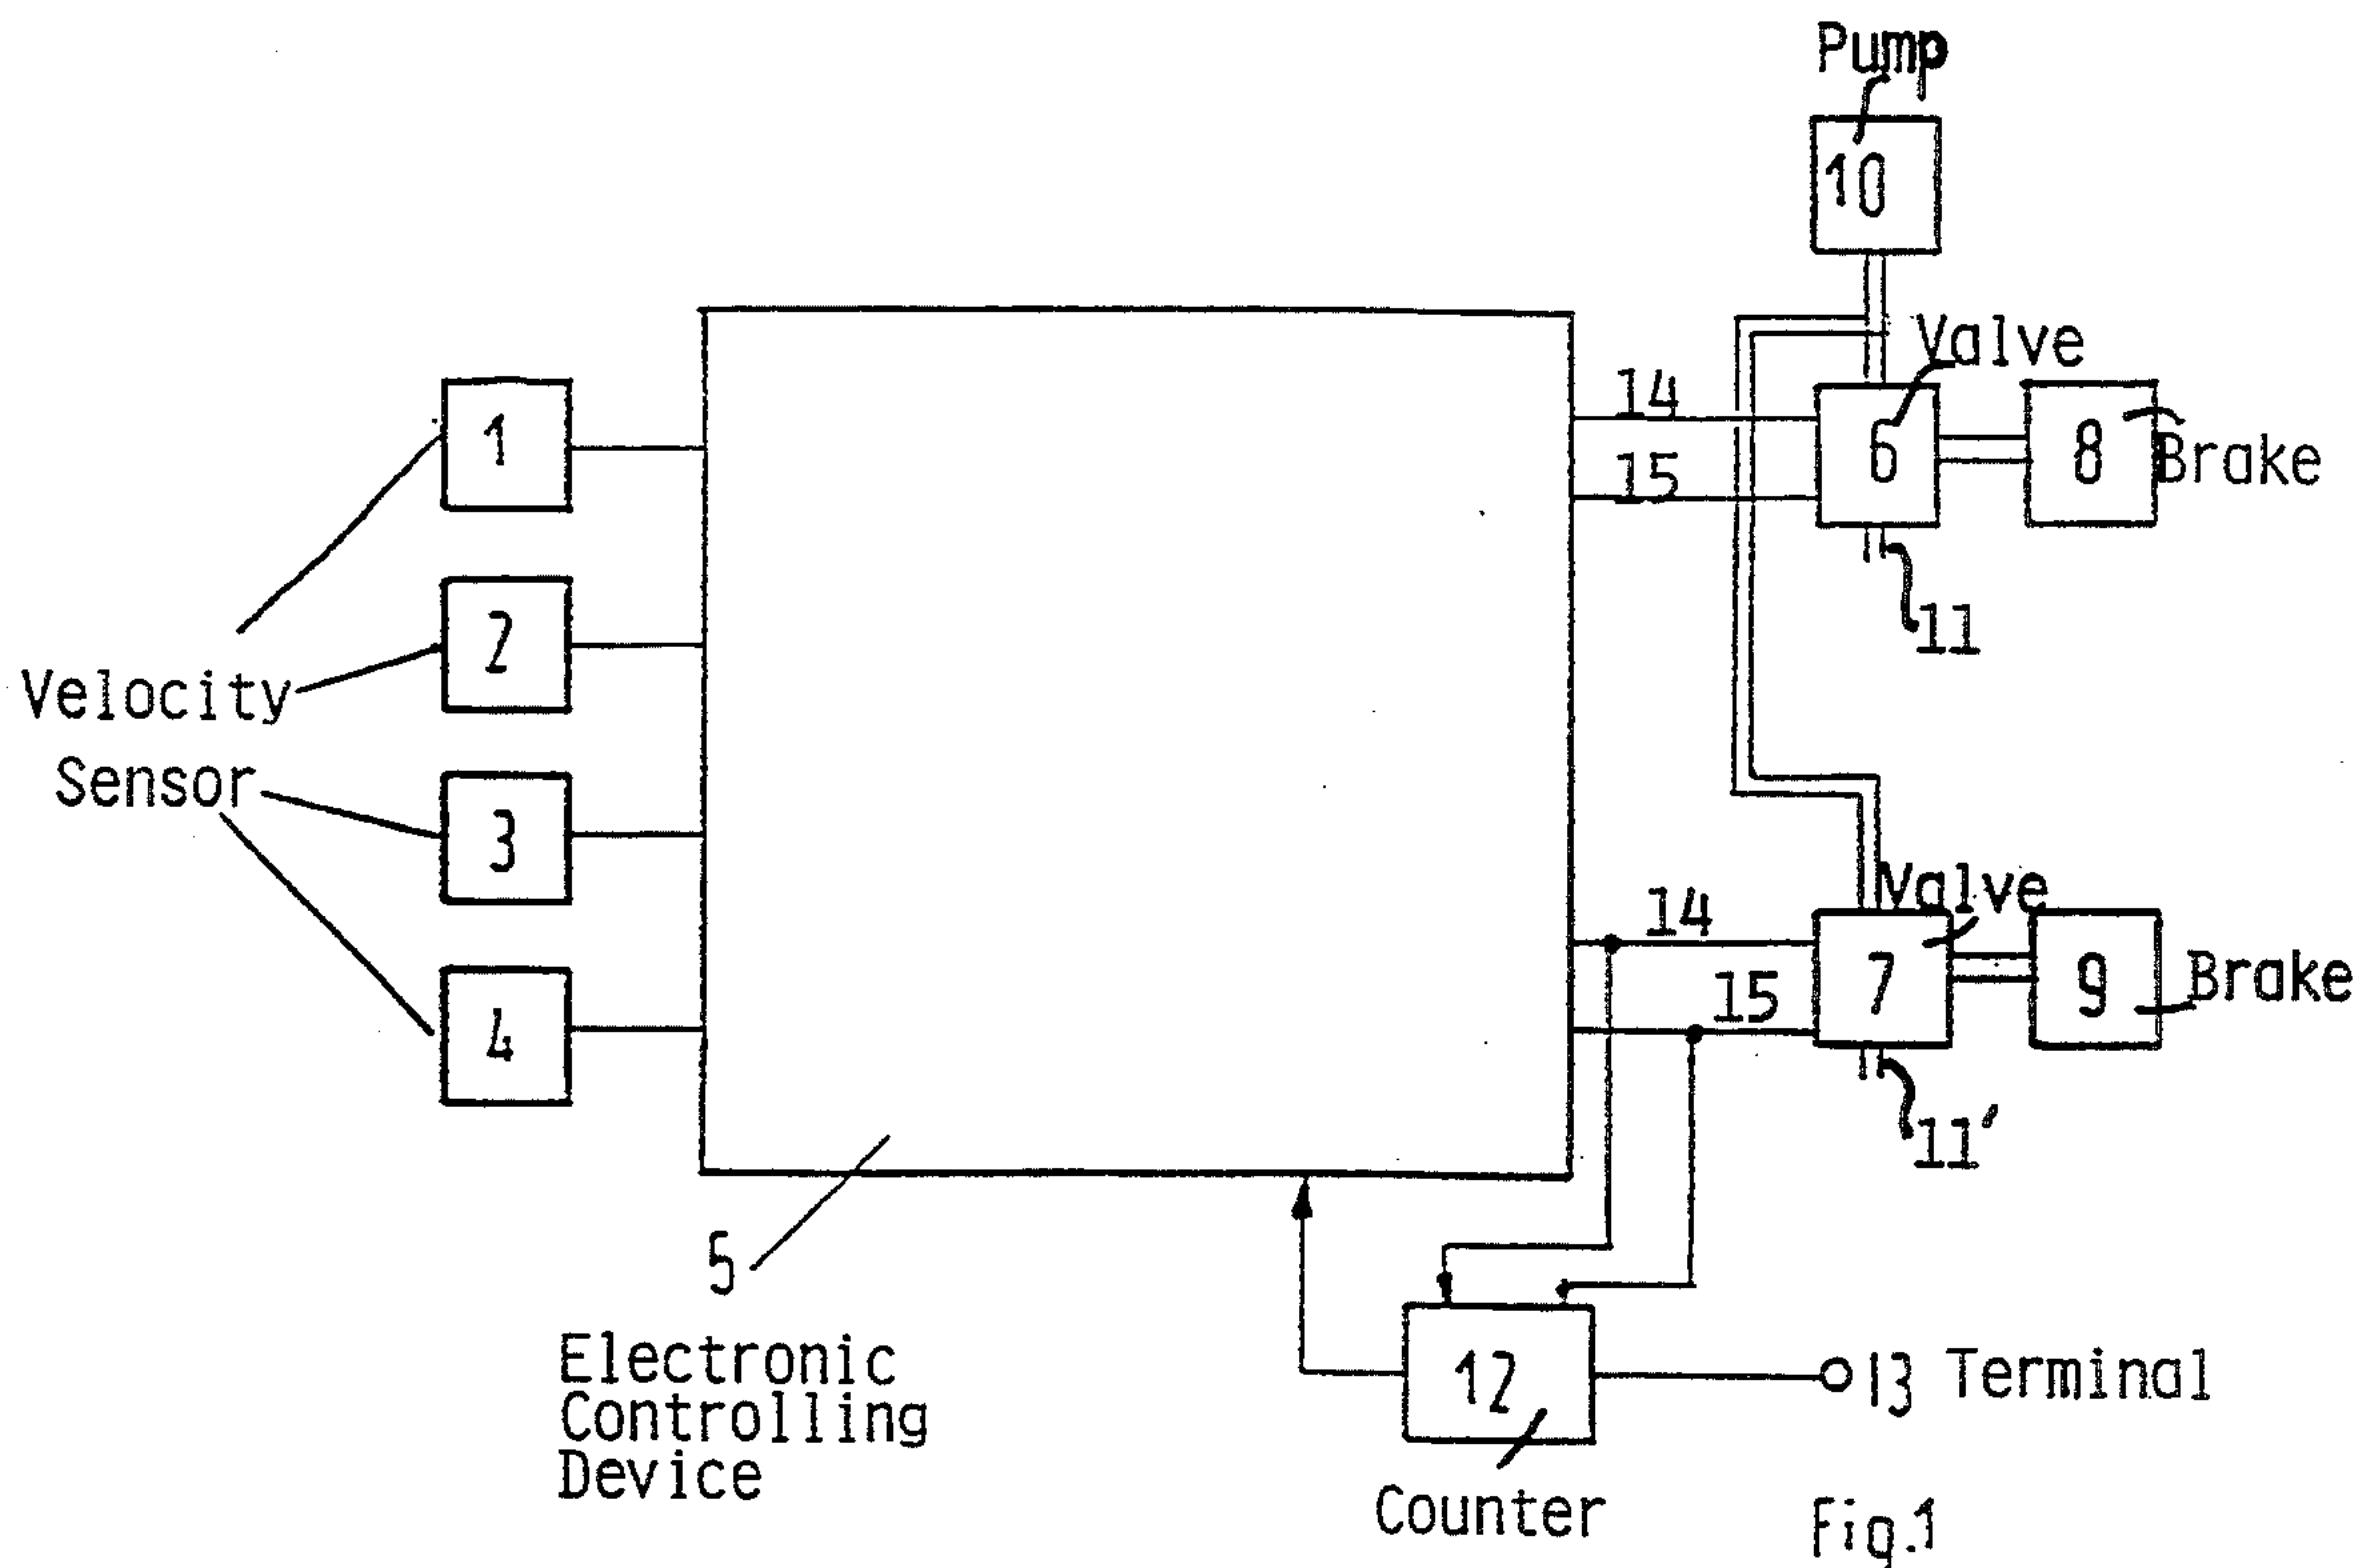 Pump
10
Valve
14
6
8
Brake
15
11
1
2
Velocity
Sensor
3
4
Valve
14
7
9
Brake
15
11'
5
Electronic
Controlling
Device
12
13 Terminal
Counter
Fig.1